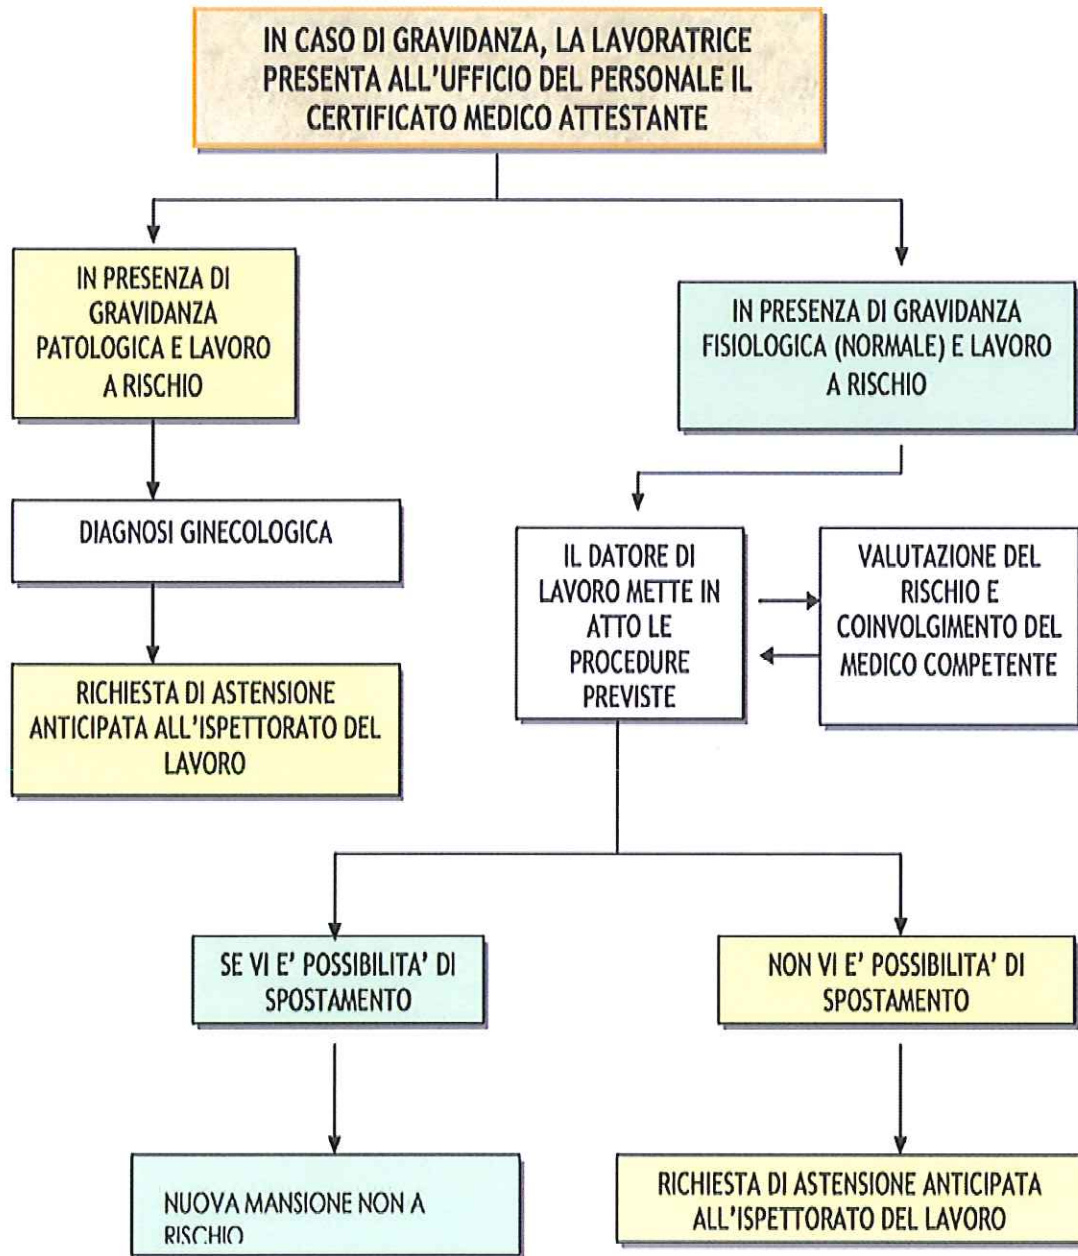 IN CASO DI GRAVIDANZA, LA LAVORATRICE
PRESENTA ALL'UFFICIO DEL PERSONALE IL
CERTIFICATO MEDICO ATTESTANTE
IN PRESENZA DI
GRAVIDANZA
PATOLOGICA E LAVORO
A RISCHIO
IN PRESENZA DI GRAVIDANZA
FISIOLOGICA (NORMALE) E LAVORO
A RISCHIO
DIAGNOSI GINECOLOGICA
IL DATORE DI
LAVORO METTE IN
ATTO LE
PROCEDURE
PREVISTE
VALUTAZIONE DEL
RISCHIO E
COINVOLGIMENTO DEL
MEDICO COMPETENTE
RICHIESTA DI ASTENSIONE
ANTICIPATA ALL'ISPETTORATO DEL
LAVORO
SE VI E' POSSIBILITA' DI
SPOSTAMENTO
NON VI E' POSSIBILITA' DI
SPOSTAMENTO
NUOVA MANSIONE NON A
RISCHIO
RICHIESTA DI ASTENSIONE ANTICIPATA
ALL'ISPETTORATO DEL LAVORO